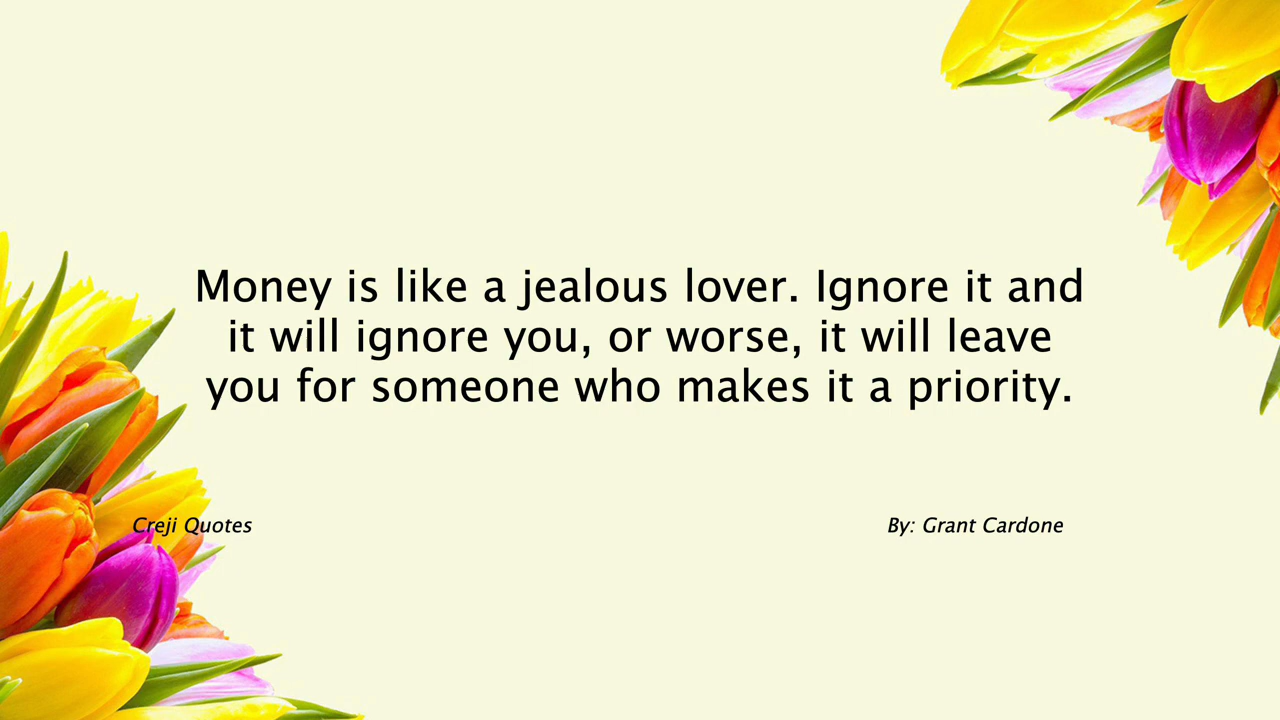 Money is like a jealous lover. Ignore it and
it will ignore you, or worse, it will leave
you for someone who makes it a priority.
Creji Quotes
By: Grant Cardone